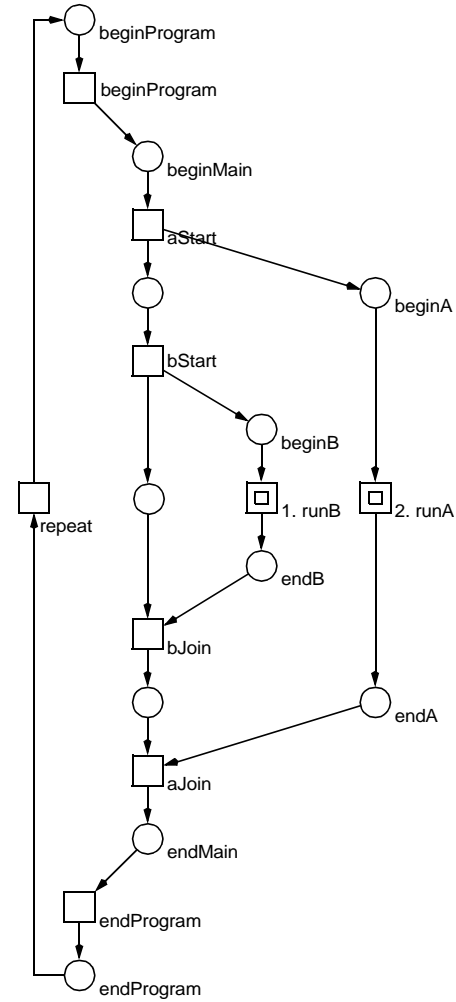 beginProgram
beginProgram
beginMain
aStart
beginA
bStart
beginB
1. runB
2. runA
repeat
endB
bJoin
endA
aJoin
endMain
endProgram
endProgram